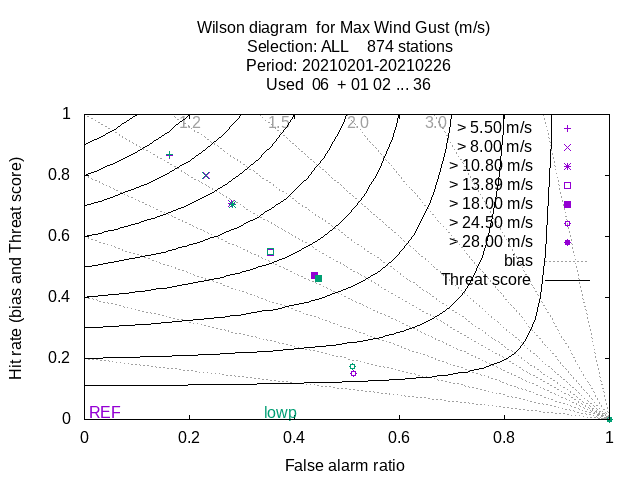 Wilson diagram  for Max Wind Gust (m/s)
Selection: ALL    874 stations
Period: 20210201-20210226
Used  06  + 01 02 ... 36
1.2 1.5 2.0 3.0
> 5.50 m/s
> 8.00 m/s
> 10.80 m/s
> 13.89 m/s
> 18.00 m/s
> 24.50 m/s
> 28.00 m/s
bias
Threat score
Hit rate (bias and Threat score)
1
0.8
0.6
0.4
0.2
0
REF lowp
0 0.2 0.4 0.6 0.8 1
False alarm ratio